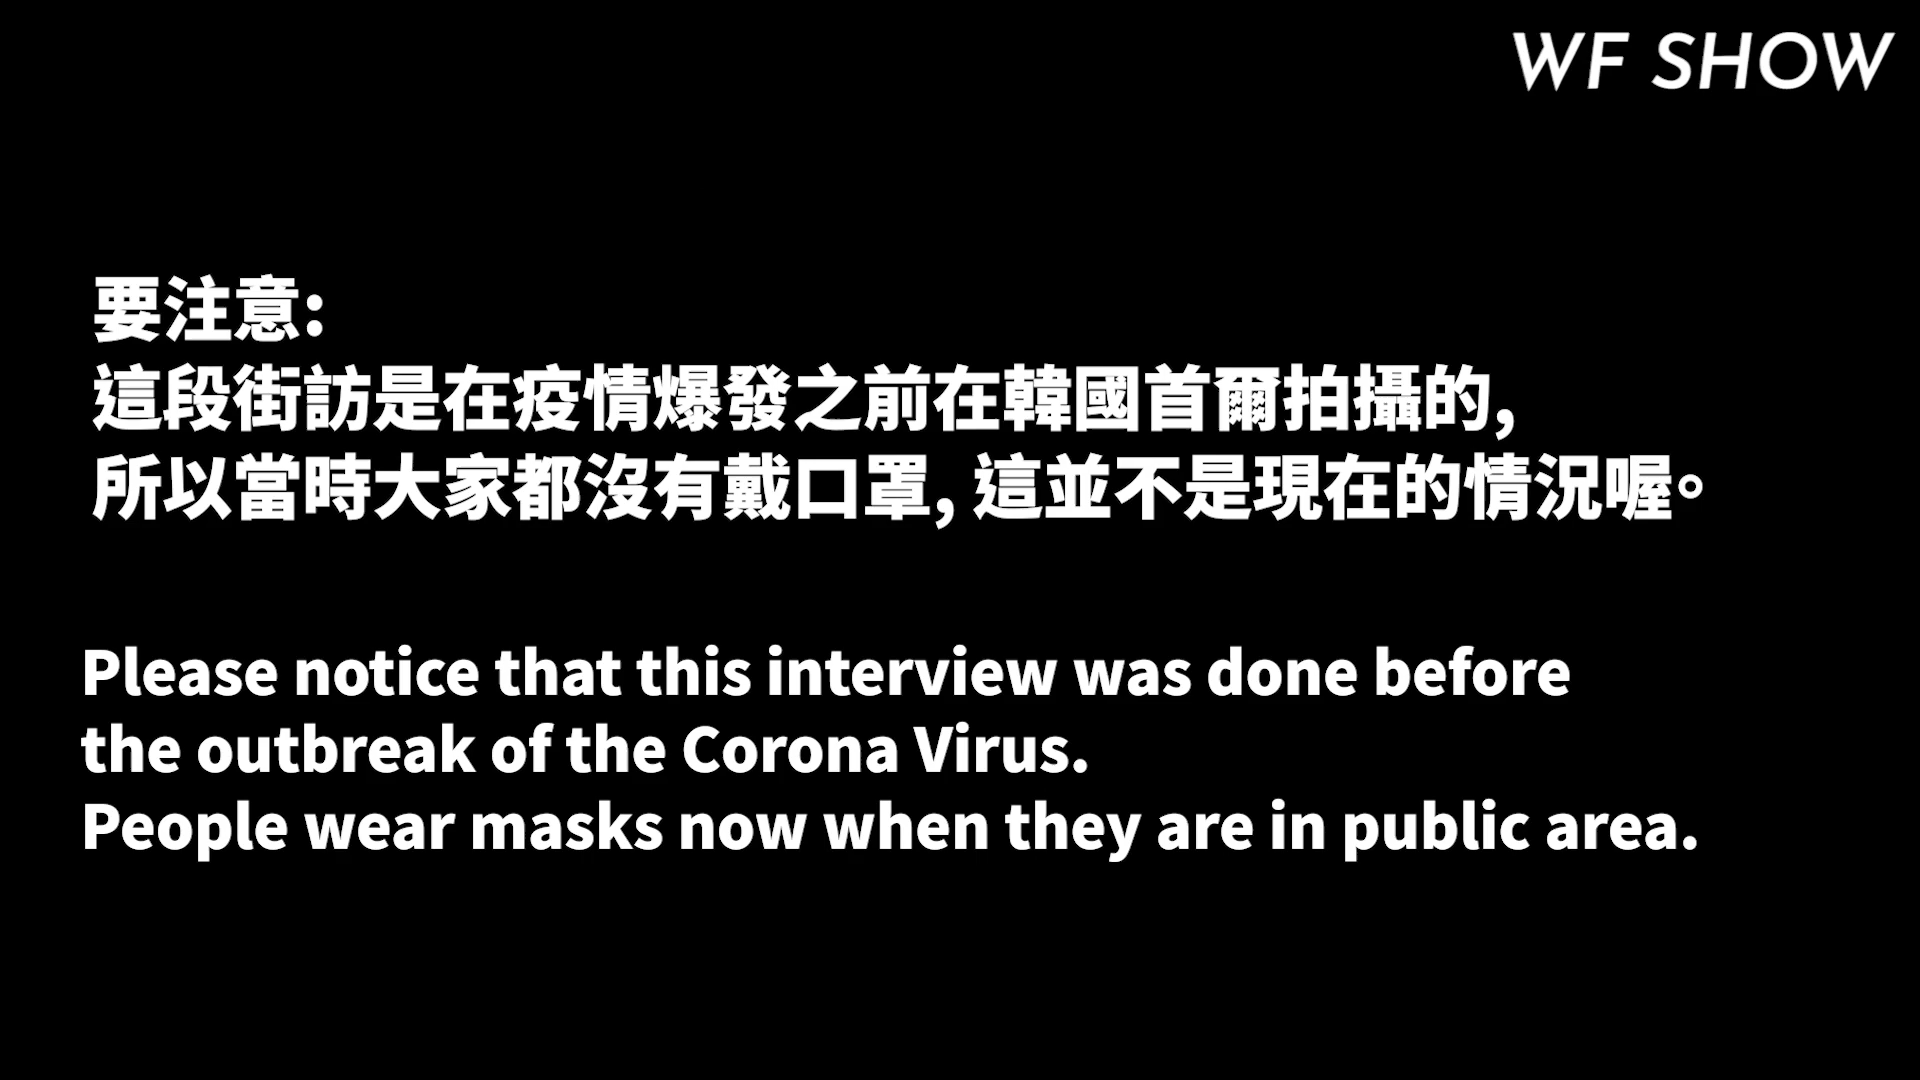 WF SHOW
要注意:
這段街訪是在疫情爆發之前在韓國首爾拍攝的,
所以當時大家都沒有戴口罩, 這並不是現在的情況喔。
Please notice that this interview was done before
the outbreak of the Corona Virus.
People wear masks now when they are in public area.